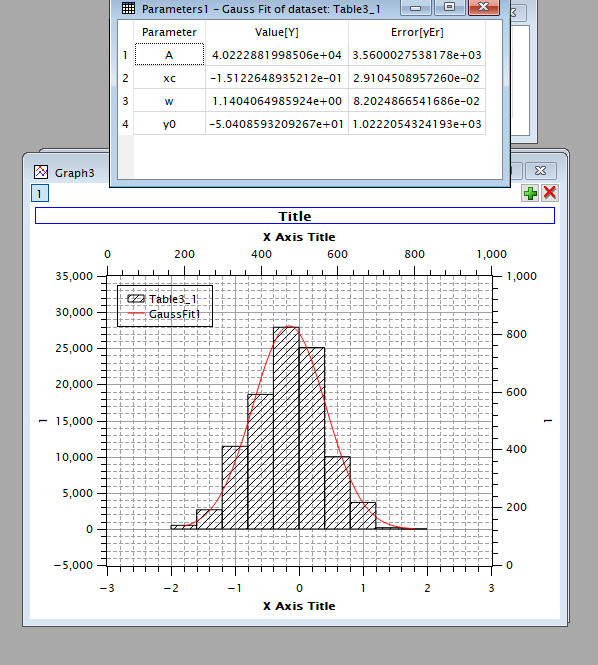 Parameters1 - Gauss Fit of dataset: Table3_1
Parameter Value[Y] Error[yEr]
1 A 4.0222881998506e+04 3.5600027538178e+03
2 xc -1.5122648935212e-01 2.9104508957260e-02
3 w 1.1404064985924e+00 8.2024866541686e-02
4 y0 -5.0408593209267e+01 1.0222054324193e+03
Graph3
1
Title
X Axis Title
0 200 400 600 800 1,000
35,000
30,000
25,000
20,000
15,000
10,000
5,000
0
-5,000
Table3_1
GaussFit1
1
1
1,000
800
600
400
200
0
-3 -2 -1 0 1 2 3
X Axis Title